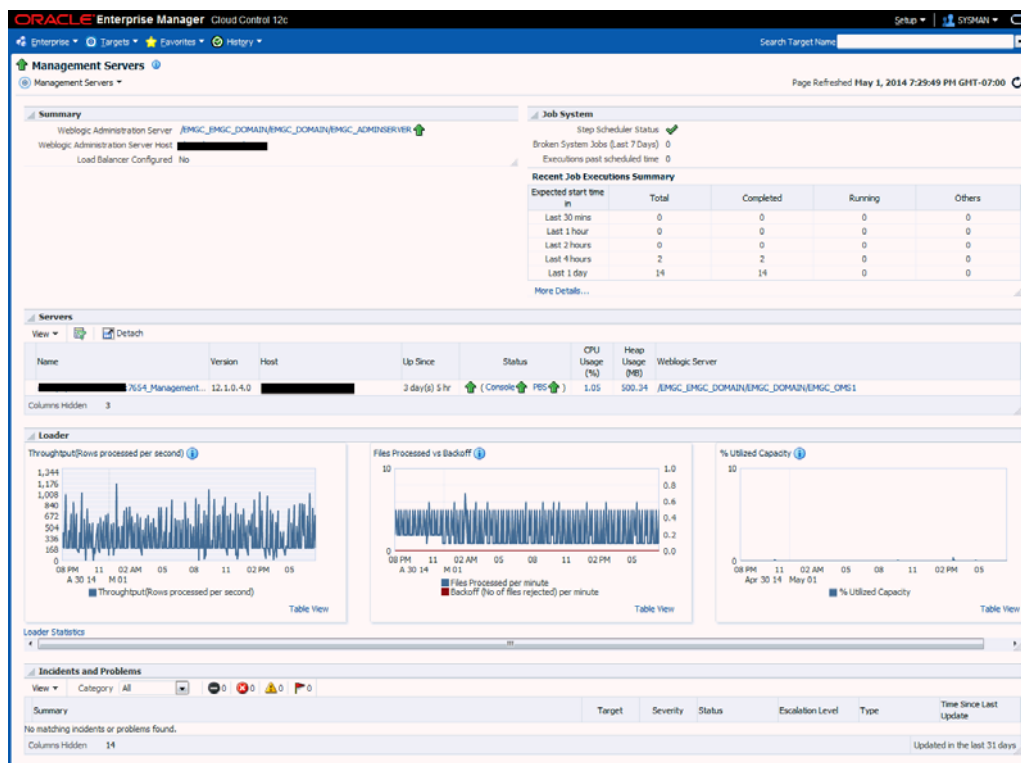 ORACLE Enterprise Manager Cloud Control 12c
Setup SYSMAN
Enterprise Targets Favorites History Search Target Name
Management Servers
Management Servers Page Refreshed May 1, 2014 7:29:49 PM GMT-07:00
Summary
Weblogic Administration Server /EMGC_EMGC_DOMAIN/EMGC_DOMAIN/EMGC_ADMINSERVER
Weblogic Administration Server Host
Load Balancer Configured No
Job System
Step Scheduler Status
Broken System Jobs (Last 7 Days) 0
Executions past scheduled time 0
Recent Job Executions Summary
Expected start time in Total Completed Running Others
Last 30 mins 0 0 0 0
Last 1 hour 0 0 0 0
Last 2 hours 0 0 0 0
Last 4 hours 2 2 0 0
Last 1 day 14 14 0 0
More Details...
Servers
View Detach
Name Version Host Up Since Status CPU Usage (%) Heap Usage (MB) Weblogic Server
:7654_Management... 12.1.0.4.0 3 day(s) 5 hr ( Console PBS ) 1.05 500.34 /EMGC_EMGC_DOMAIN/EMGC_DOMAIN/EMGC_OMS1
Columns Hidden 3
Loader
Throughtput(Rows processed per second)
1,344
1,176
1,008
840
672
504
336
168
0
08 PM 11 02 AM 05 08 11 02 PM 05
A 30 14 M 01
Throughtput(Rows processed per second)
Table View
Files Processed vs Backoff
10 1.0
0.8
0.6
0.4
0.2
0 0.0
08 PM 11 02 AM 05 08 11 02 PM 05
A 30 14 M 01
Files Processed per minute
Backoff (No of files rejected) per minute
Table View
% Utilized Capacity
10
0
08 PM 11 02 AM 05 08 11 02 PM 05
Apr 30 14 May 01
% Utilized Capacity
Table View
Loader Statistics
Incidents and Problems
View Category All 0 0 0 0
Summary Target Severity Status Escalation Level Type Time Since Last Update
No matching incidents or problems found.
Columns Hidden 14 Updated in the last 31 days